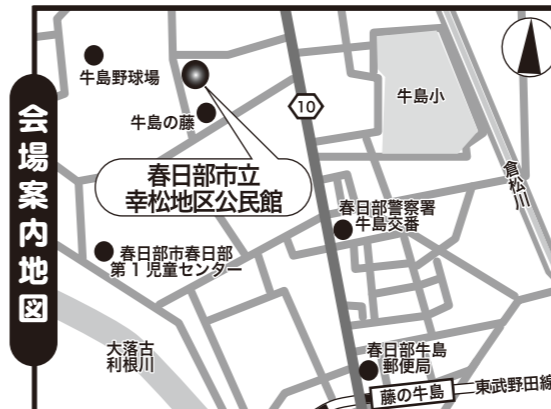 会場案内地図
牛島野球場
牛島の藤
10
牛島小
倉松川
春日部市立
幸松地区公民館
春日部警察署
牛島交番
春日部市春日部
第1児童センター
大落古
利根川
春日部牛島
郵便局
藤の牛島
東武野田線